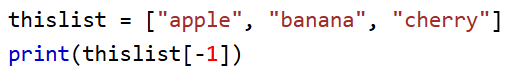 thislist = ["apple", "banana", "cherry"]
print(thislist[-1])